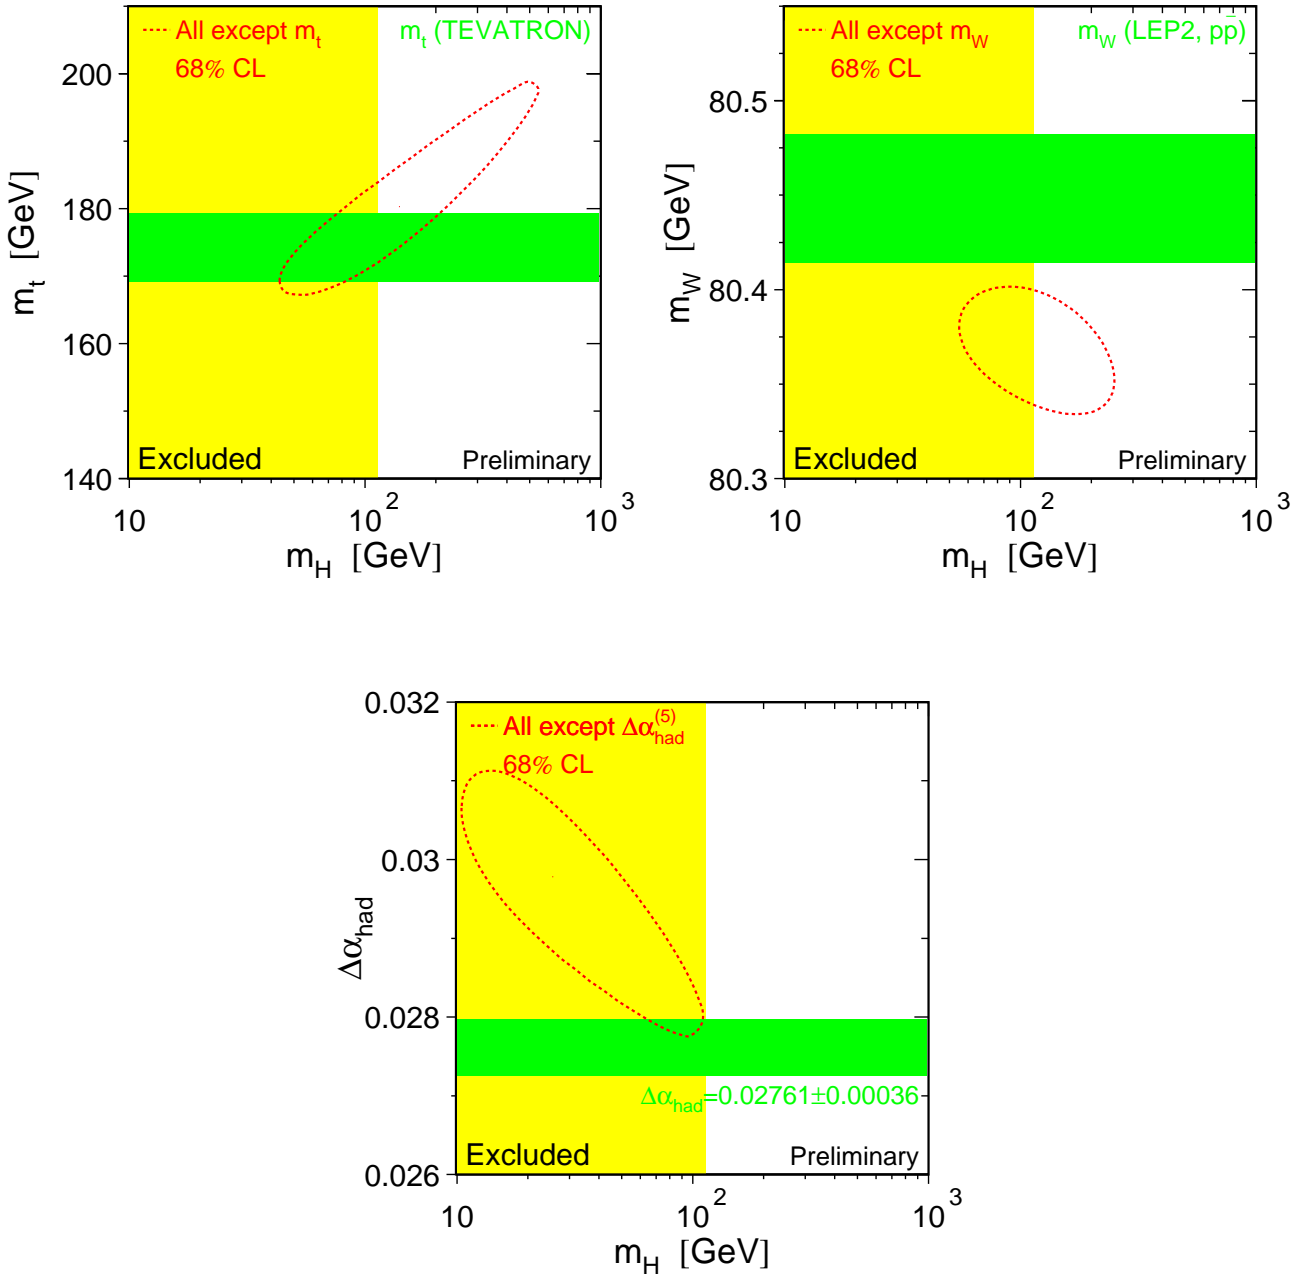 All except m_t
m_t (TEVATRON)
68% CL
200
180
160
140
m_t [GeV]
Excluded
Preliminary
10
10^2
10^3
m_H [GeV]
All except m_W
m_W (LEP2, pp̄)
68% CL
80.5
80.4
80.3
m_W [GeV]
Excluded
Preliminary
10
10^2
10^3
m_H [GeV]
All except Δα_had^(5)
68% CL
0.032
0.03
0.028
0.026
Δα_had
Δα_had=0.02761±0.00036
Excluded
Preliminary
10
10^2
10^3
m_H [GeV]